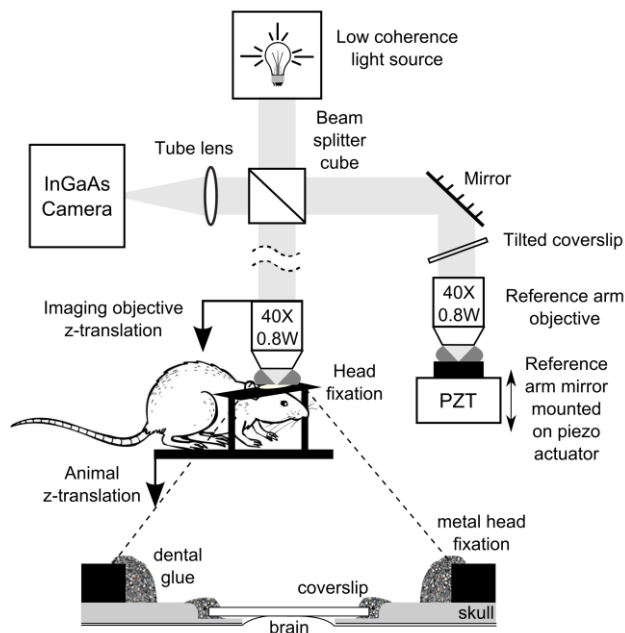 Low coherence
light source
Beam
splitter
cube
Tube lens
InGaAs
Camera
Mirror
Tilted coverslip
Imaging objective
z-translation
40X
0.8W
40X
0.8W
Reference arm
objective
Head
fixation
PZT
Reference
arm mirror
mounted
on piezo
actuator
Animal
z-translation
metal head
fixation
dental
glue
coverslip
skull
brain